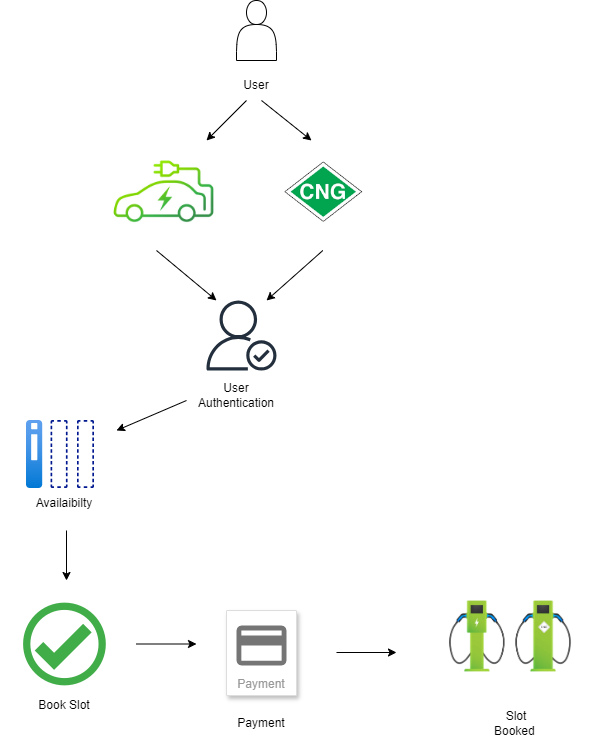 User
CNG
User
Authentication
Availaibilty
Book Slot
Payment
Payment
Slot
Booked